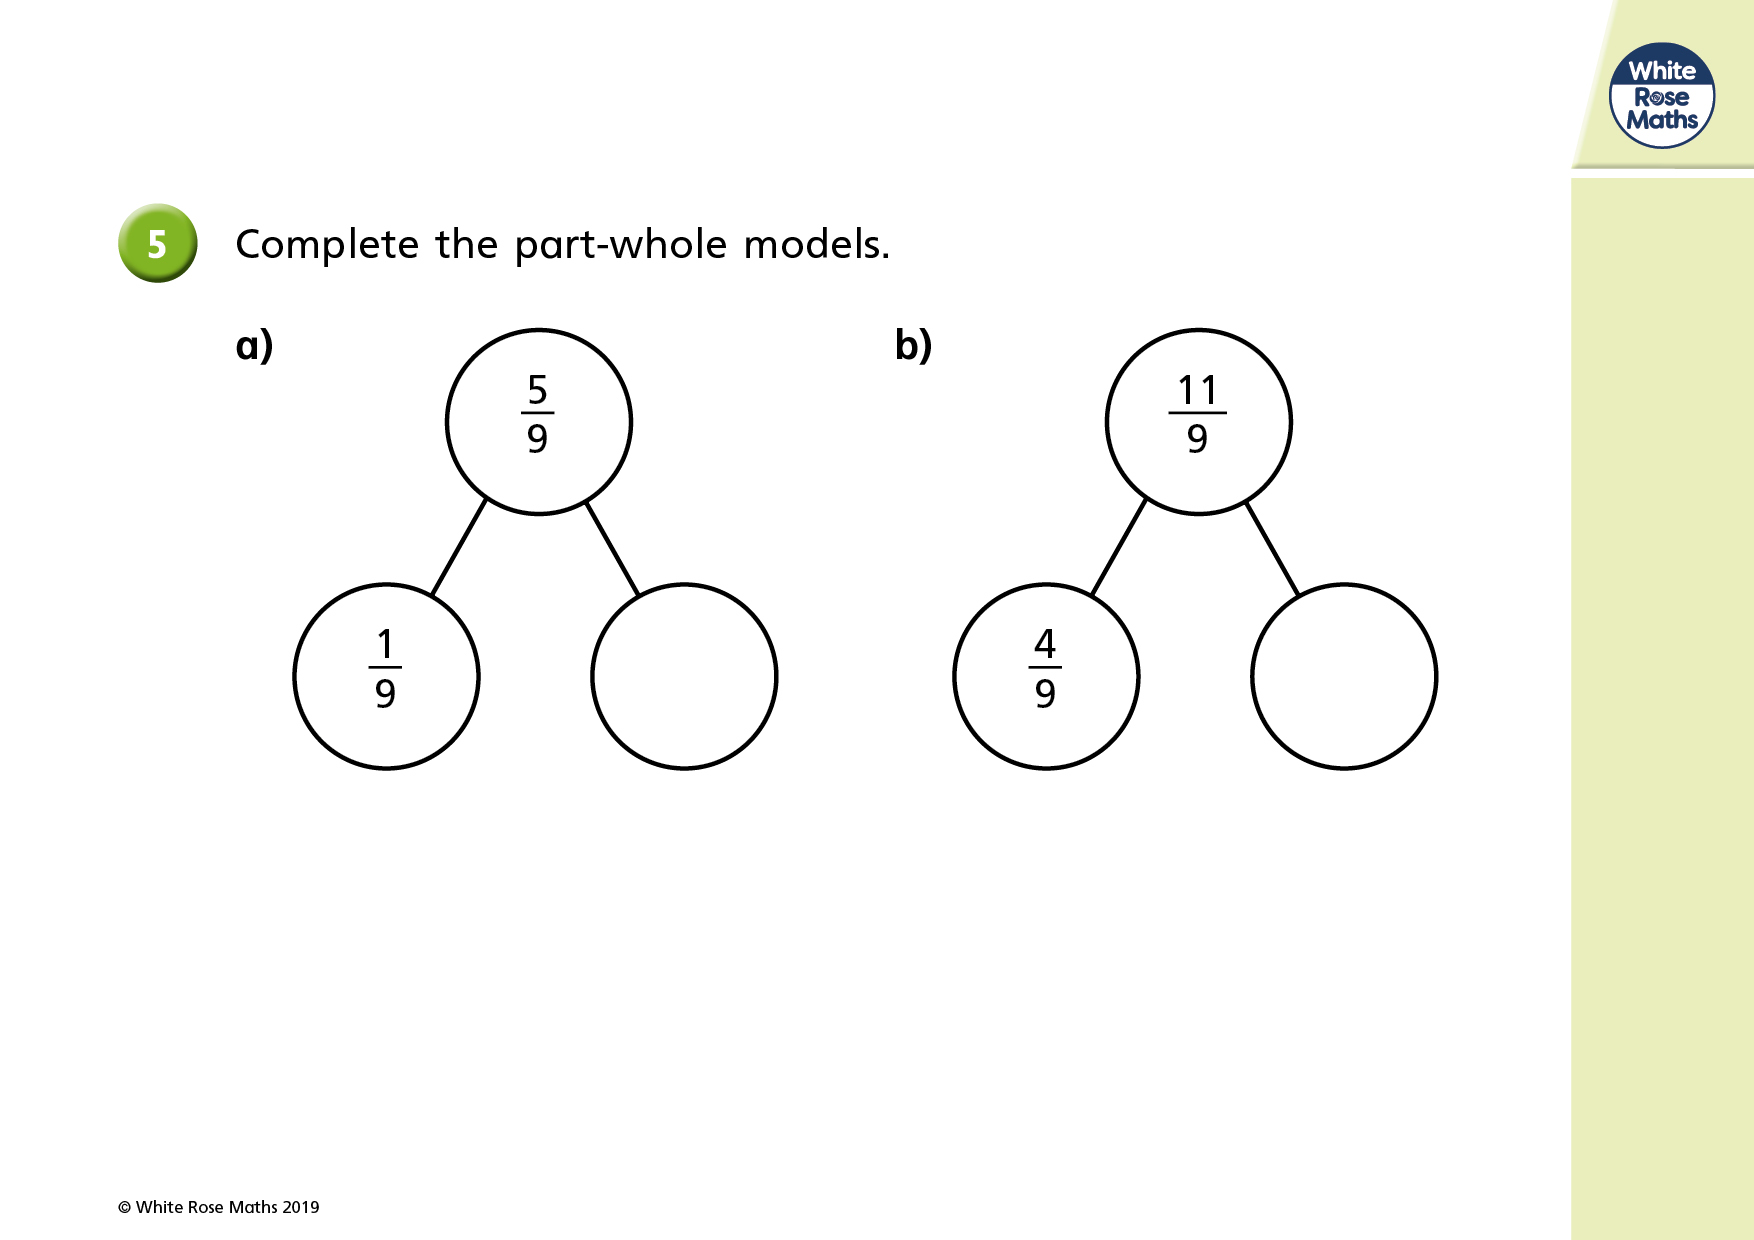 White
Rose
Maths
5 Complete the part-whole models.
a) b)
5/9 11/9
1/9 4/9
© White Rose Maths 2019